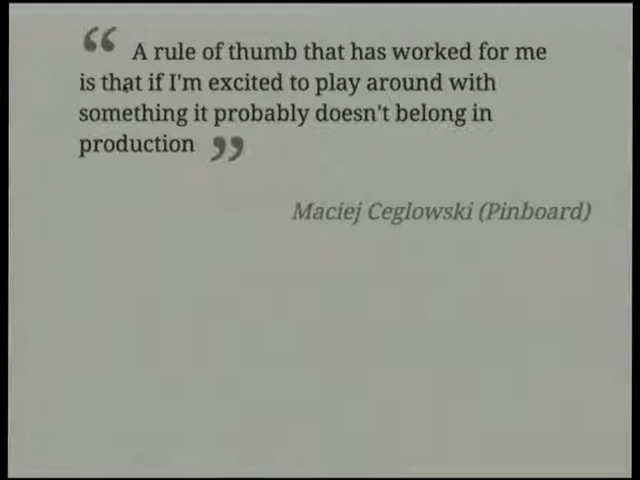 “ A rule of thumb that has worked for me
is that if I'm excited to play around with
something it probably doesn't belong in
production ”
Maciej Ceglowski (Pinboard)